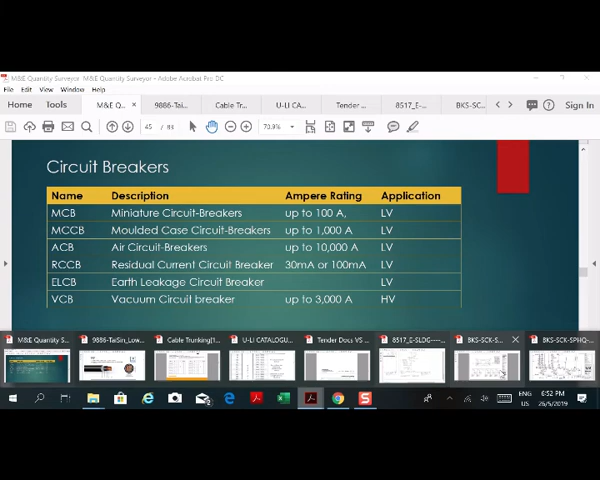 M&E Quantity Surveyor M&E Quantity Surveyor - Adobe Acrobat Pro DC
File Edit View Window Help
Home Tools M&E Q... × 9886-Tai... Cable Tr... U-LI CA... Tender ... 8517_E-... BKS-SC... Sign In
45 / 83 70.9%
Circuit Breakers
Name Description Ampere Rating Application
MCB Miniature Circuit-Breakers up to 100 A, LV
MCCB Moulded Case Circuit-Breakers up to 1,000 A LV
ACB Air Circuit-Breakers up to 10,000 A LV
RCCB Residual Current Circuit Breaker 30mA or 100mA LV
ELCB Earth Leakage Circuit Breaker LV
VCB Vacuum Circuit breaker up to 3,000 A HV
M&E Quantity S... 9886-TaiSin_Low... Cable Trunking(1... U-LI CATALOGU... Tender Docs VS ... 8517_E-SLDG----... BKS-SCK-S... BKS-SCK-SPHQ-...
ENG 6:52 PM
US 26/5/2019